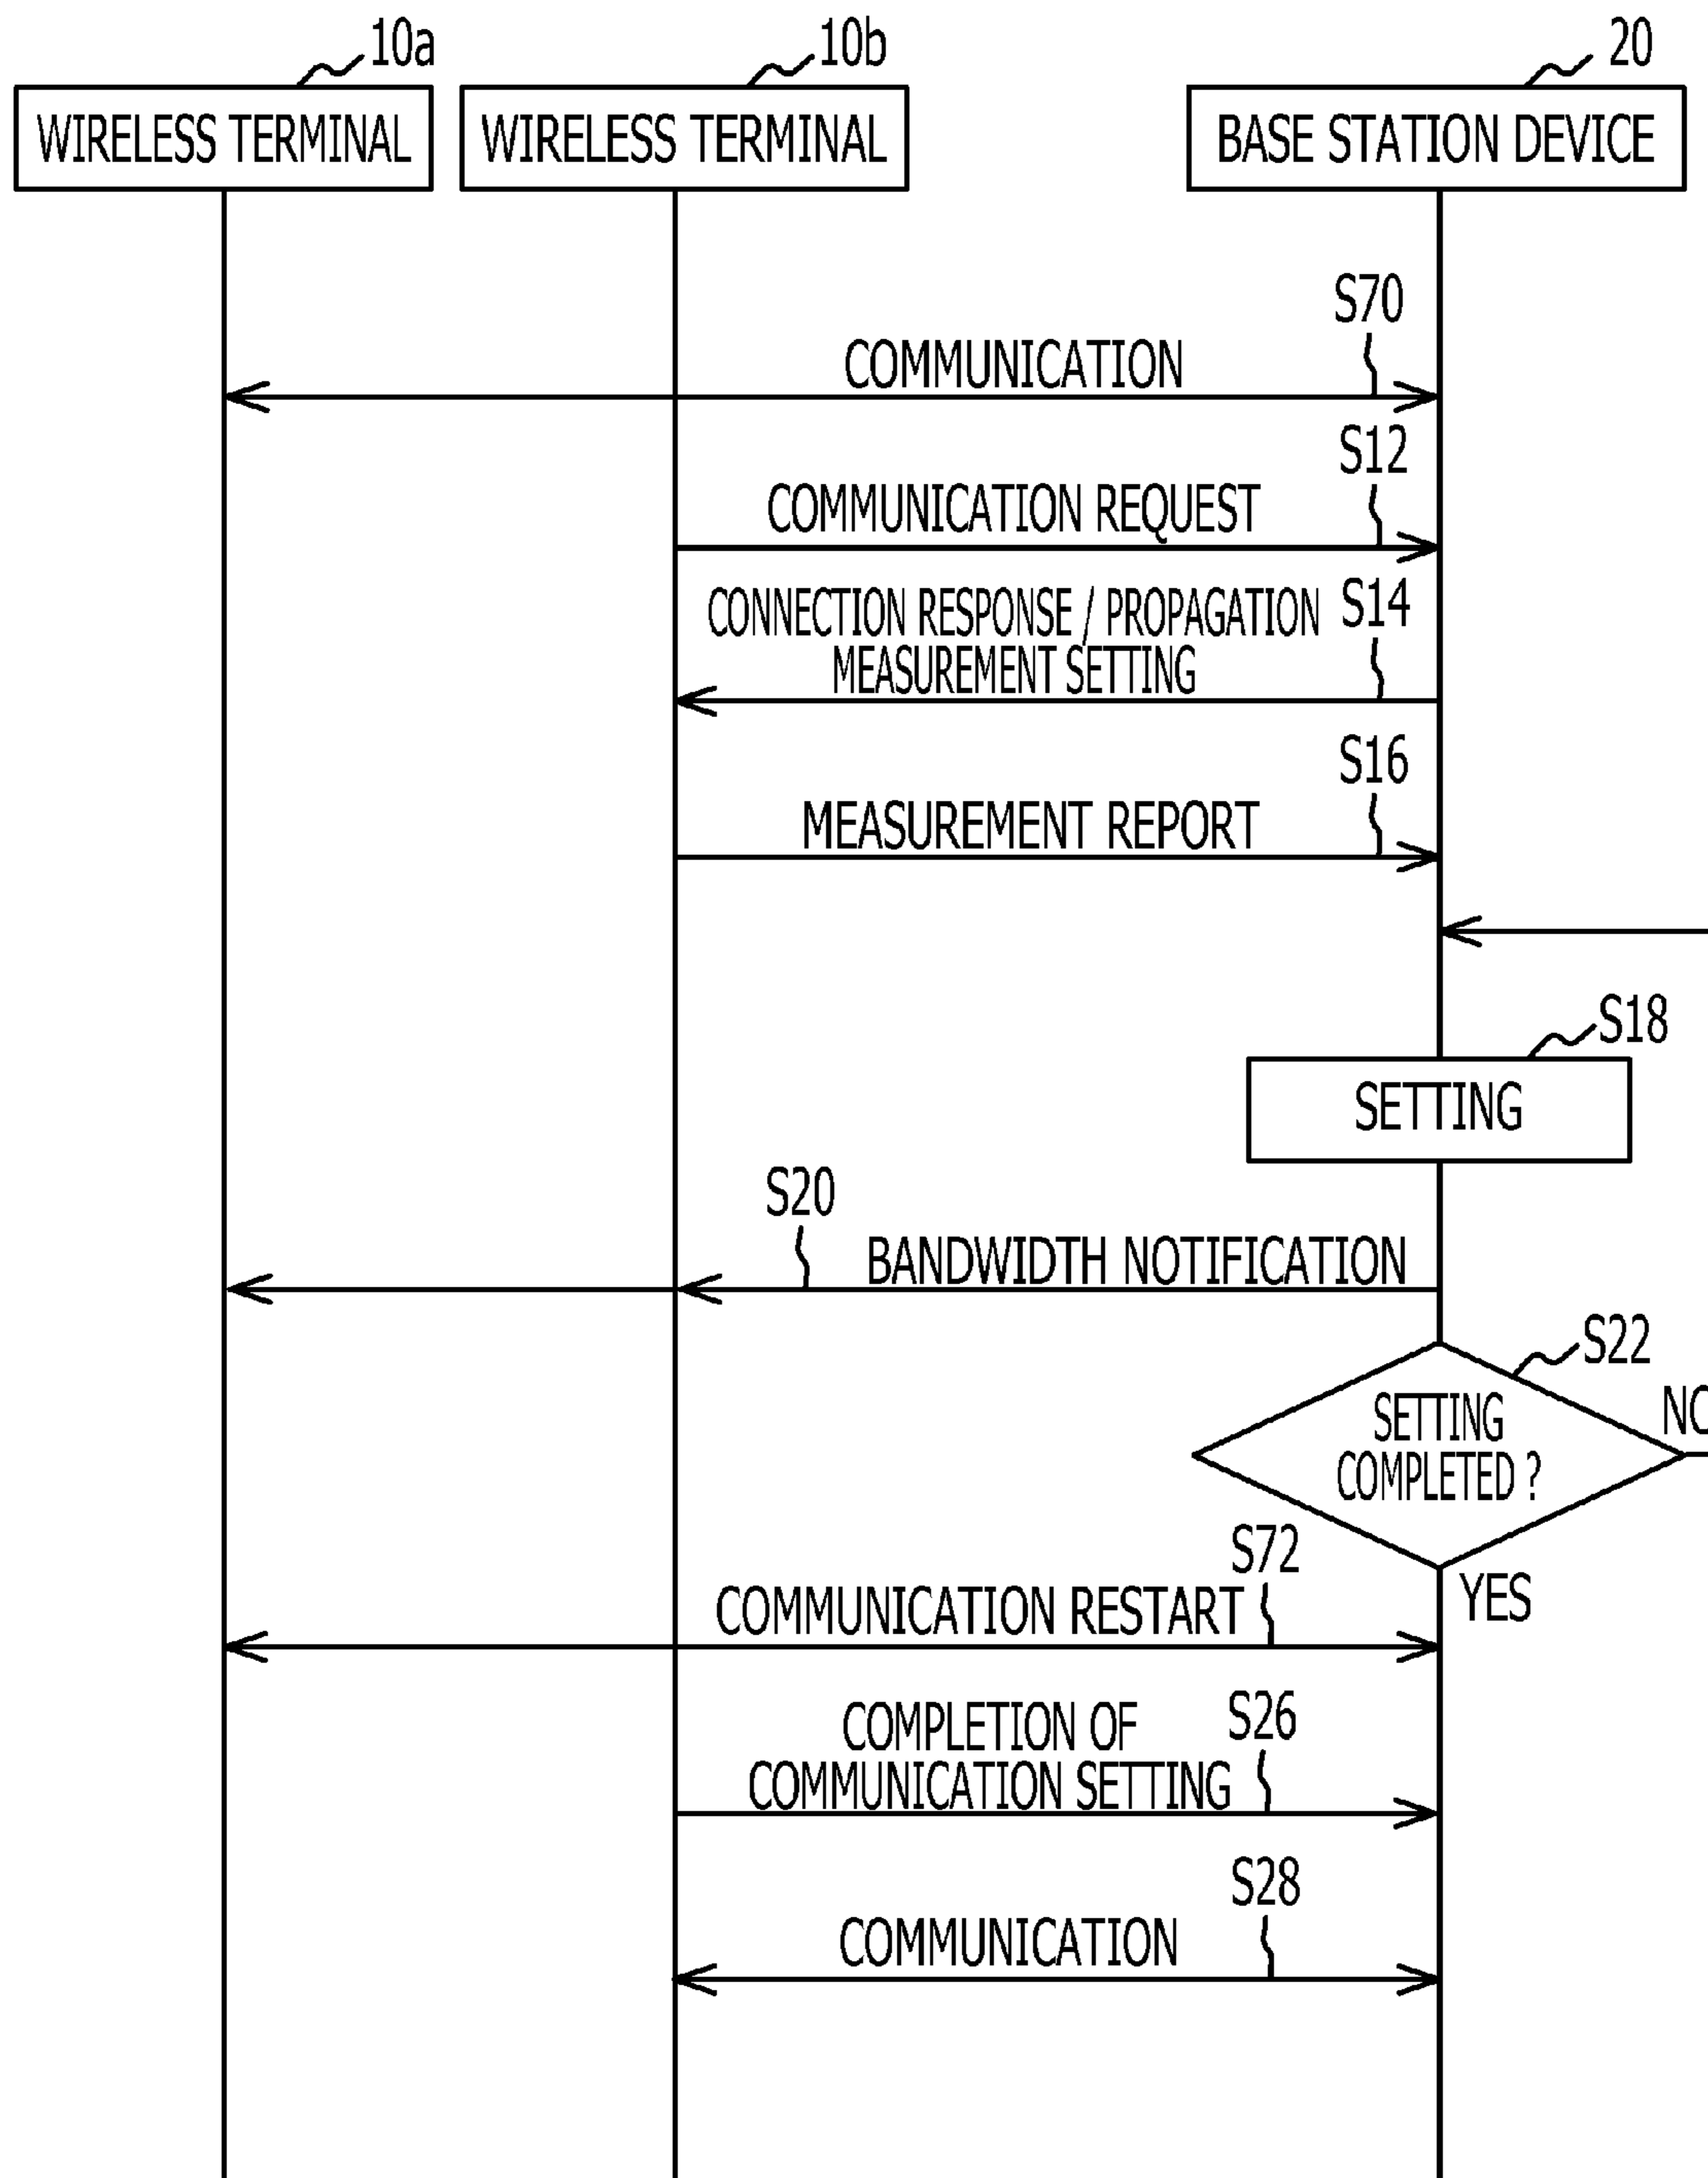 10a
10b
20
WIRELESS TERMINAL
WIRELESS TERMINAL
BASE STATION DEVICE
S70
COMMUNICATION
S12
COMMUNICATION REQUEST
CONNECTION RESPONSE / PROPAGATION
MEASUREMENT SETTING
S14
S16
MEASUREMENT REPORT
S18
SETTING
S20
BANDWIDTH NOTIFICATION
S22
SETTING
COMPLETED ?
NO
S72
YES
COMMUNICATION RESTART
S26
COMPLETION OF
COMMUNICATION SETTING
S28
COMMUNICATION